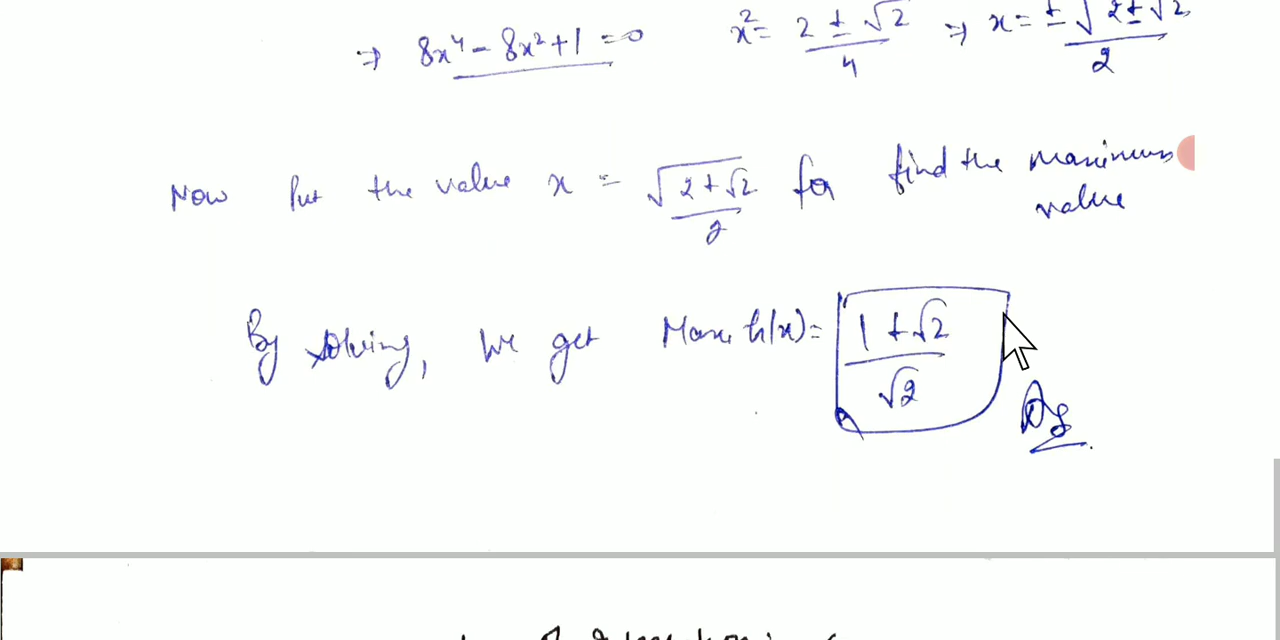 ⇒ 8x⁴ - 8x² + 1 = 0   x² = (2 ± √2)/4 ⇒ x = ± √(2 ± √2)/2
Now Put the value x = √(2 + √2)/2 for find the maximum
value
By solving, we get Max h(x) = (1 + √2)/√2